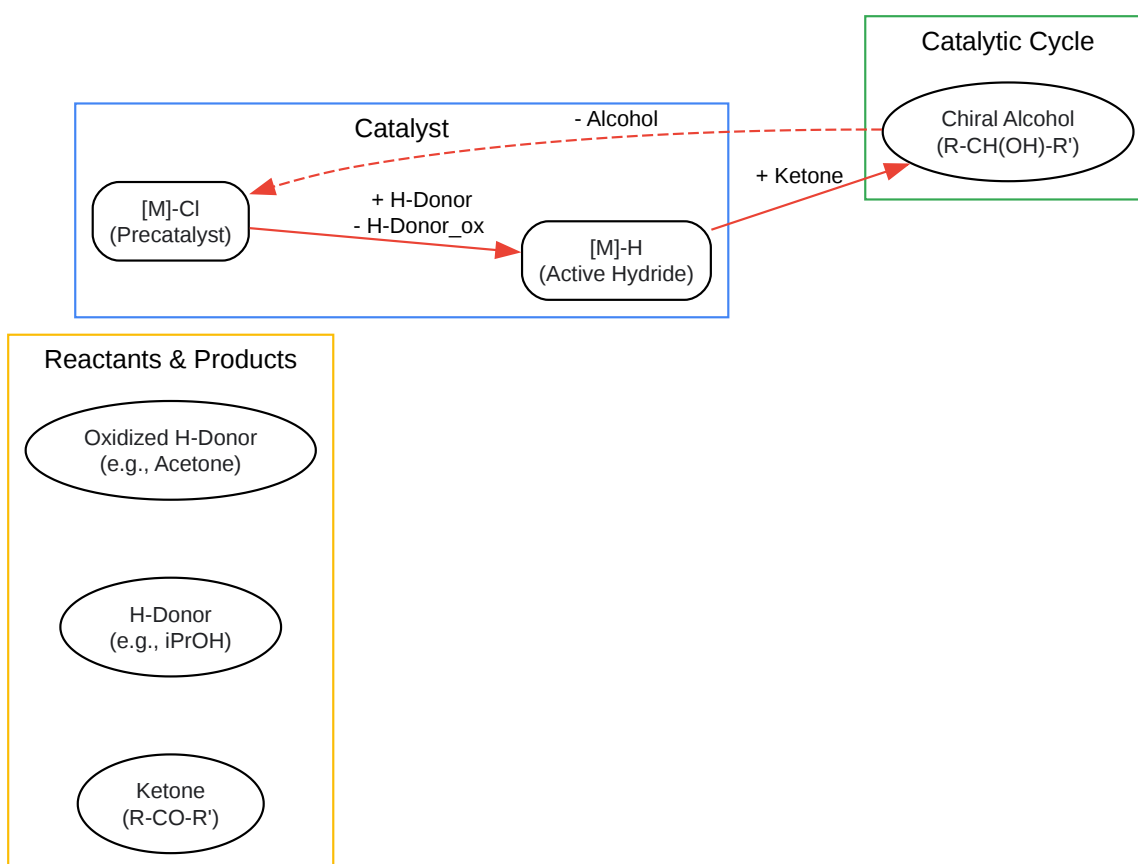 Catalytic Cycle
Chiral Alcohol
(R-CH(OH)-R')
Catalyst
- Alcohol
+ Ketone
[M]-Cl
(Precatalyst)
+ H-Donor
- H-Donor_ox
[M]-H
(Active Hydride)
Reactants & Products
Oxidized H-Donor
(e.g., Acetone)
H-Donor
(e.g., iPrOH)
Ketone
(R-CO-R')